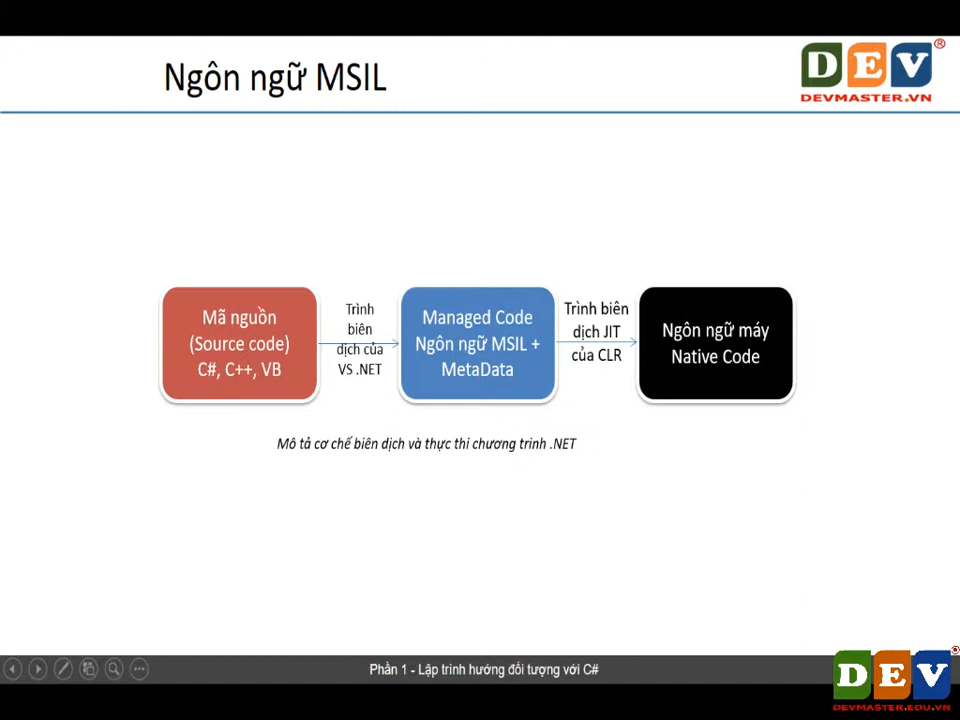 Ngôn ngữ MSIL
DEV®
DEVMASTER.VN
Mã nguồn
(Source code)
C#, C++, VB
Trình
biên
dịch của
VS .NET
Managed Code
Ngôn ngữ MSIL +
MetaData
Trình biên
dịch JIT
của CLR
Ngôn ngữ máy
Native Code
Mô tả cơ chế biên dịch và thực thi chương trình .NET
Phần 1 - Lập trình hướng đối tượng với C#
DEV®
DEVMASTER.EDU.VN